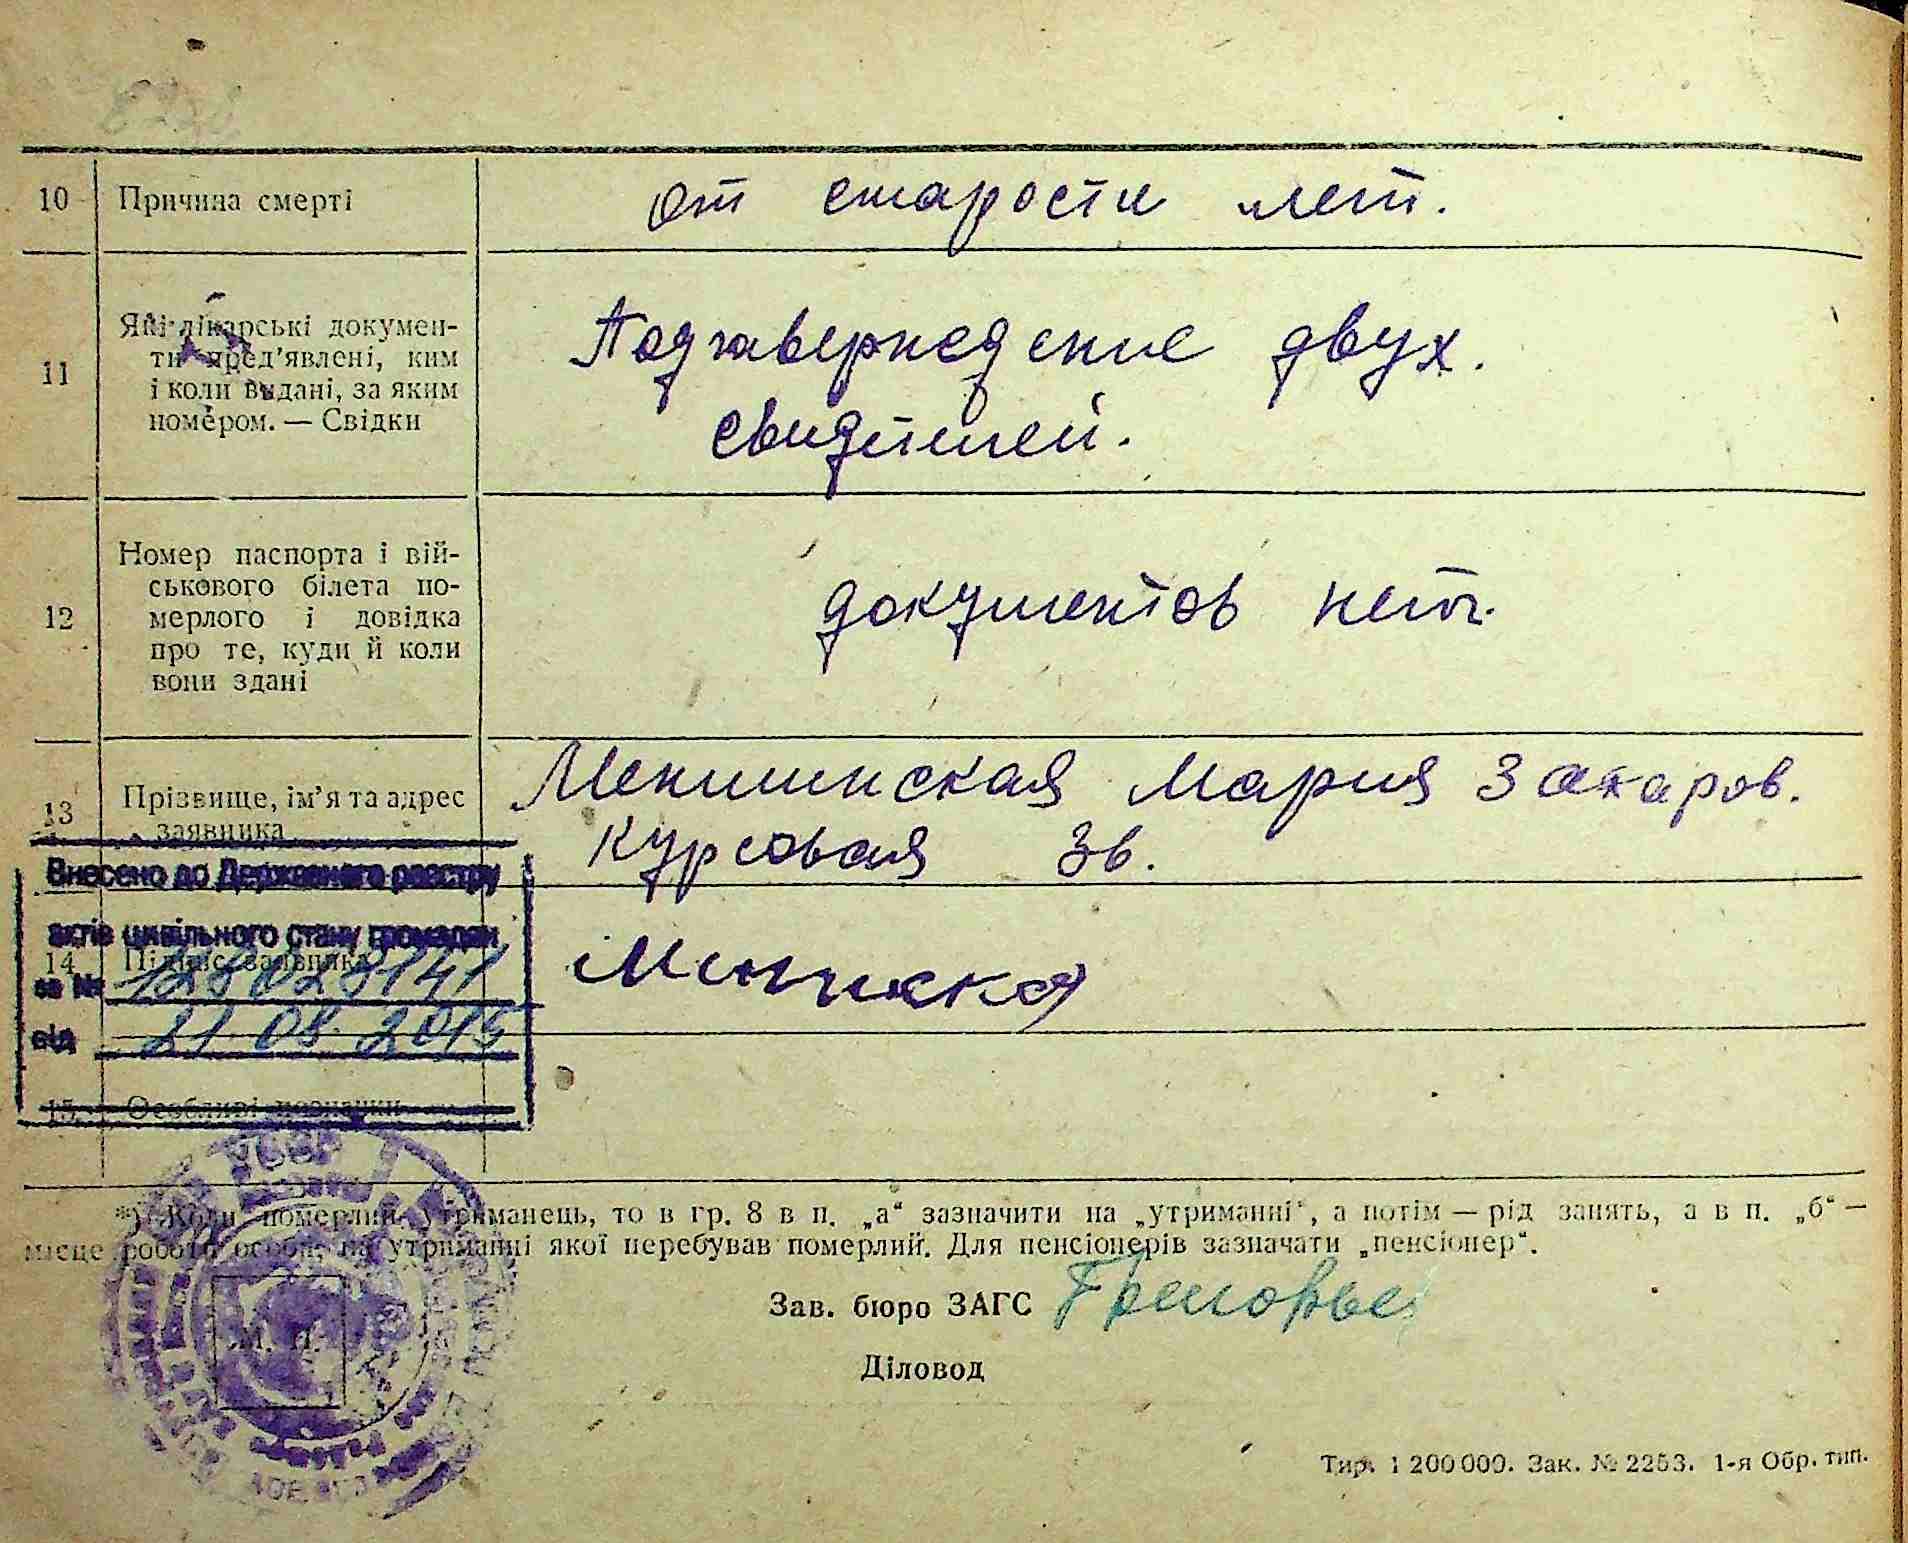 10 Причина смерті от старости лет.
11 Які лікарські докумен-
ти пред’явлені, ким
і коли видані, за яким
номером. — Свідки
Подтверждение двух.
свидетелей.
12 Номер паспорта і вій-
ськового білета по-
мерлого і довідка
про те, куди й коли
вони здані
документов нет.
13 Прізвище, ім’я та адрес
заявника
Мария Захаров.
Курсовая 3в.
Внесено до Державного реєстру
актів цивільного стану громадян
14 Підпис заявника
за №
від 21 08 2015
15. Особливі позначки
УССР
*) Коли померлий утриманець, то в гр. 8 в п. „а“ зазначити на „утриманні“, а потім — рід занять, а в п. „б“ —
місце роботи особи, на утриманні якої перебував померлий. Для пенсіонерів зазначати „пенсіонер“.
Зав. бюро ЗАГС
М. П.
Діловод
Тир. 1 200 000. Зак. № 2253. 1-я Обр. тип.